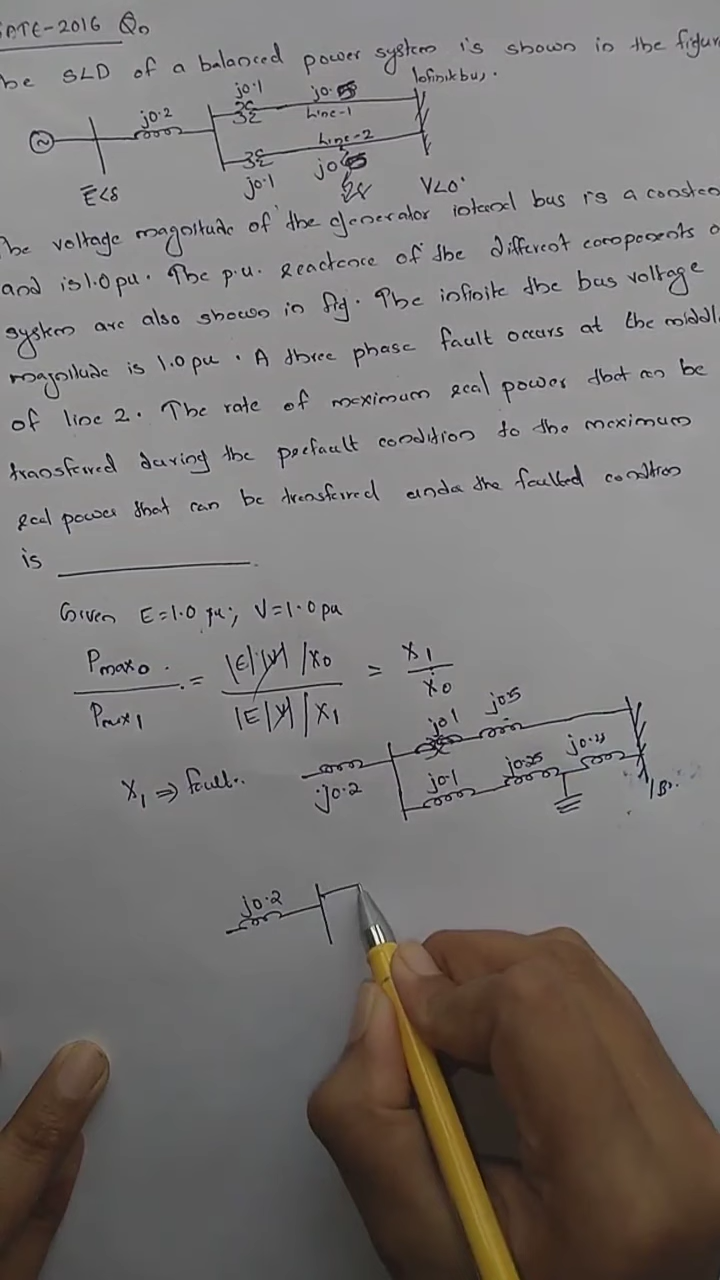 GATE-2016 Qn
The SLD of a balanced power system is shown in the figure
j0.1 j0.5 Infinite bus.
j0.2
Line-1
Line-2
j0.1 j0.5
E<δ V∠0°
The voltage magnitude of the generator internal bus is a constant
and is 1.0 pu. The p.u. reactance of the different components of
system are also shown in fig. The infinite the bus voltage
magnitude is 1.0 pu. A three phase fault occurs at the middle
of line 2. The rate of maximum real power that can be
transferred during the prefault condition to the maximum
real power that can be transferred under the faulted condition
is ________
Given E=1.0 pu; V=1.0 pu
Pmax0 / Pmax1 = |E||V|/X0 / |E||V|/X1 = X1/X0
X1 ⇒ fault.
j0.1 j0.5
j0.2 j0.1 j0.25 j0.25
IB.
j0.2